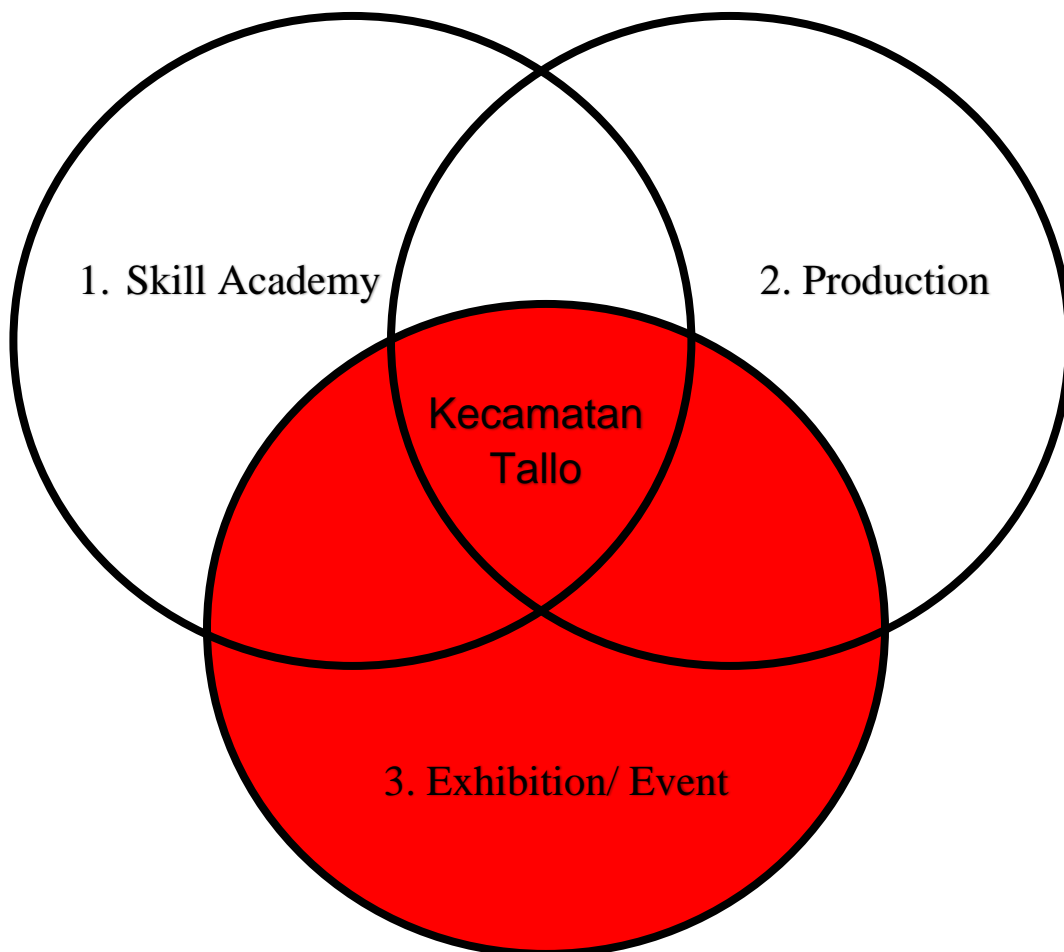 1. Skill Academy
2. Production
Kecamatan
Tallo
3. Exhibition/ Event